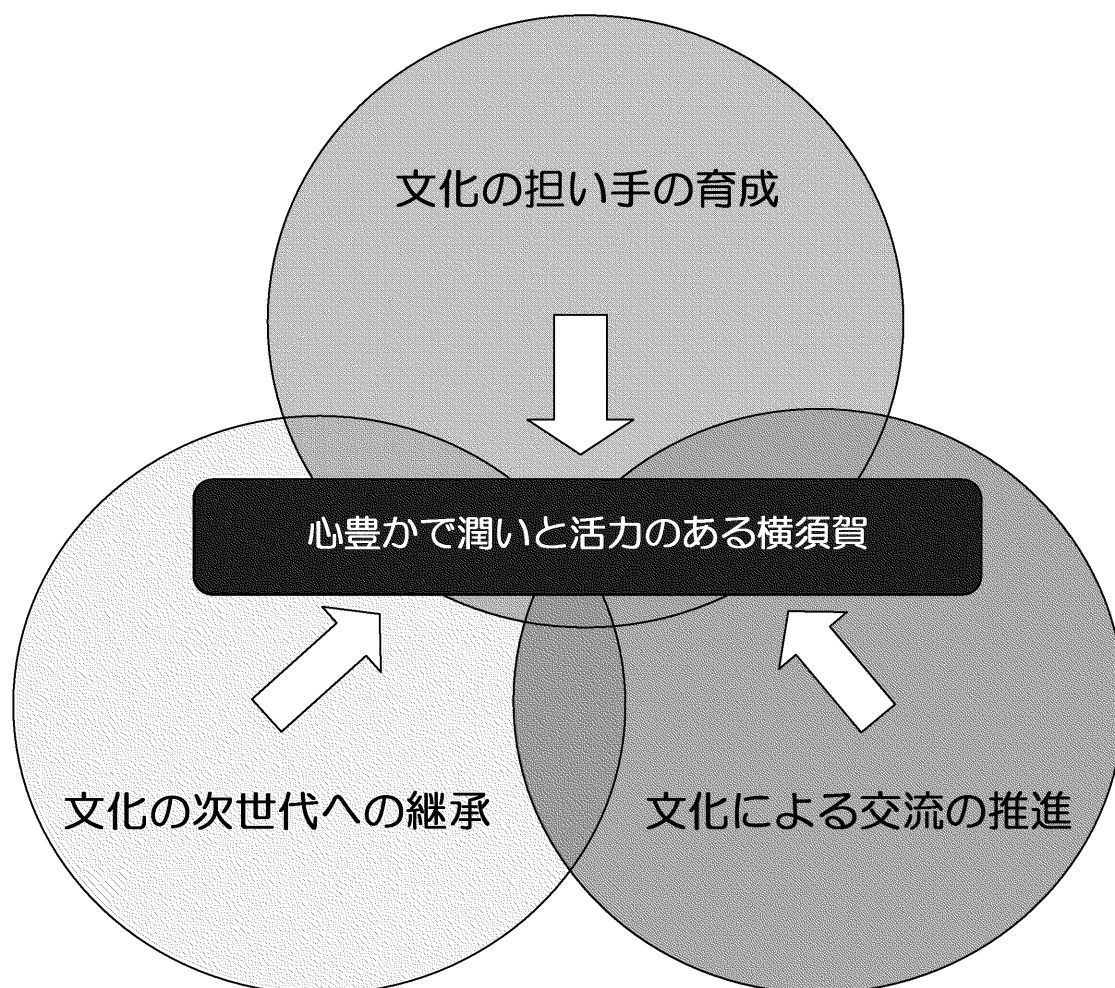 文化の担い手の育成
心豊かで潤いと活力のある横須賀
文化の次世代への継承
文化による交流の推進